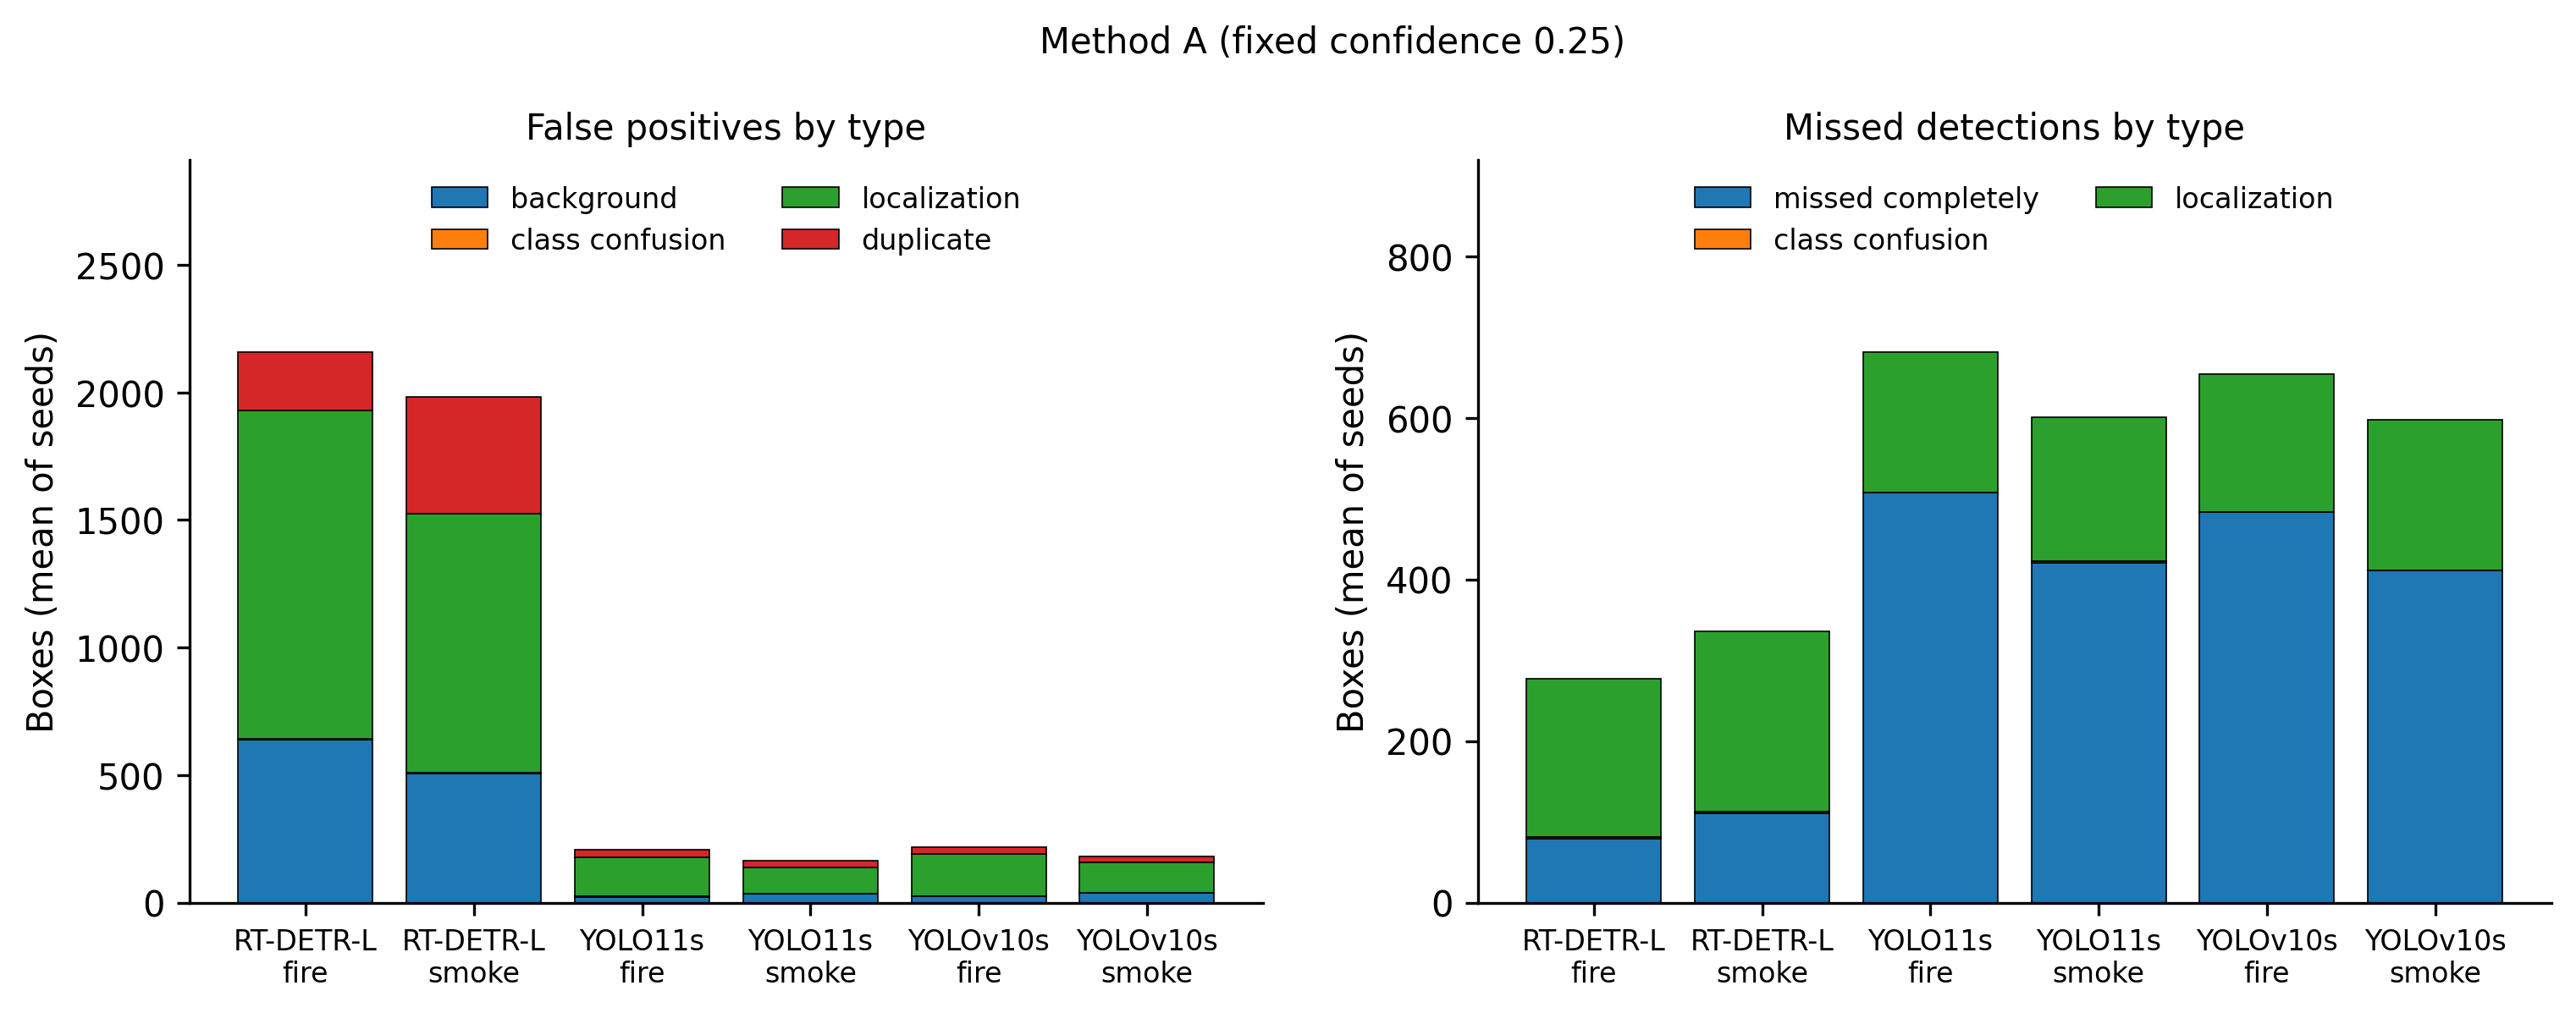 Method A (fixed confidence 0.25)
False positives by type
background
class confusion
localization
duplicate
Boxes (mean of seeds)
2500
2000
1500
1000
500
0
RT-DETR-L
fire
RT-DETR-L
smoke
YOLO11s
fire
YOLO11s
smoke
YOLOv10s
fire
YOLOv10s
smoke
Missed detections by type
missed completely
class confusion
localization
Boxes (mean of seeds)
800
600
400
200
0
RT-DETR-L
fire
RT-DETR-L
smoke
YOLO11s
fire
YOLO11s
smoke
YOLOv10s
fire
YOLOv10s
smoke